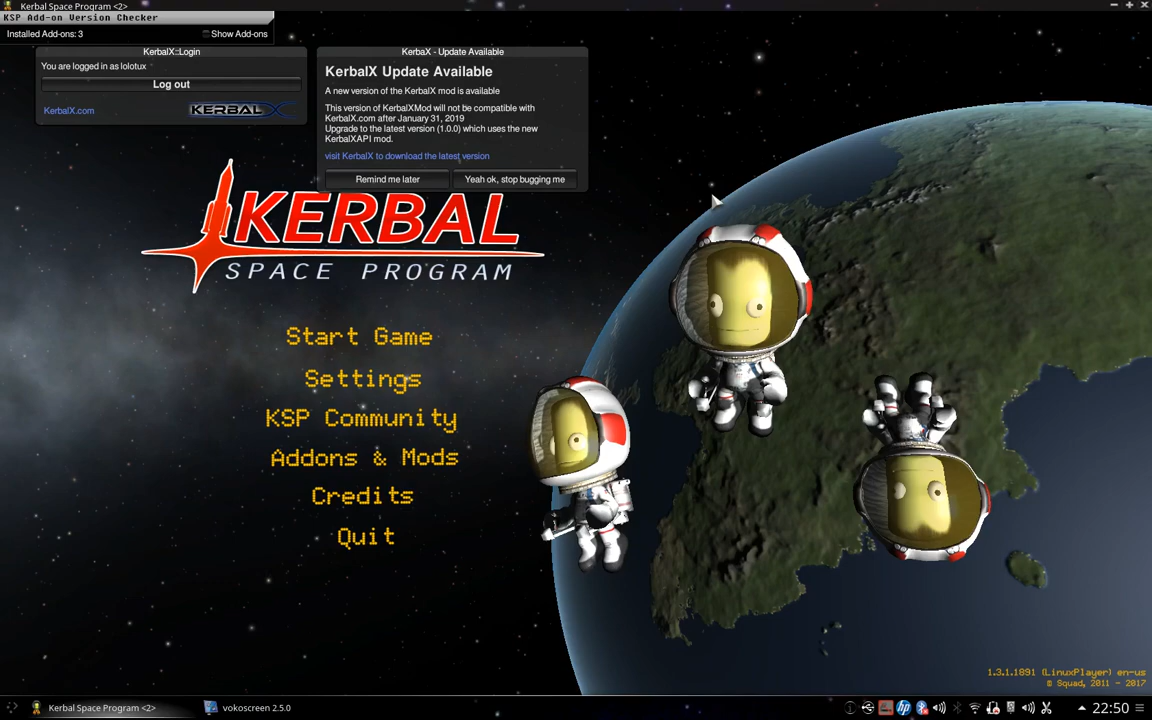 Kerbal Space Program <2>
KSP Add-on Version Checker
Installed Add-ons: 3
Show Add-ons
KerbalX::Login
You are logged in as lolotux
Log out
KerbalX.com
KERBALX
KerbaX - Update Available
KerbalX Update Available
A new version of the KerbalX mod is available
This version of KerbalXMod will not be compatible with
KerbalX.com after January 31, 2019
Upgrade to the latest version (1.0.0) which uses the new
KerbalXAPI mod.
visit KerbalX to download the latest version
Remind me later
Yeah ok, stop bugging me
KERBAL
SPACE PROGRAM
Start Game
Settings
KSP Community
Addons & Mods
Credits
Quit
1.3.1.1891 (LinuxPlayer) en-us
© Squad, 2011 - 2017
Kerbal Space Program <2>
vokoscreen 2.5.0
hp
22:50